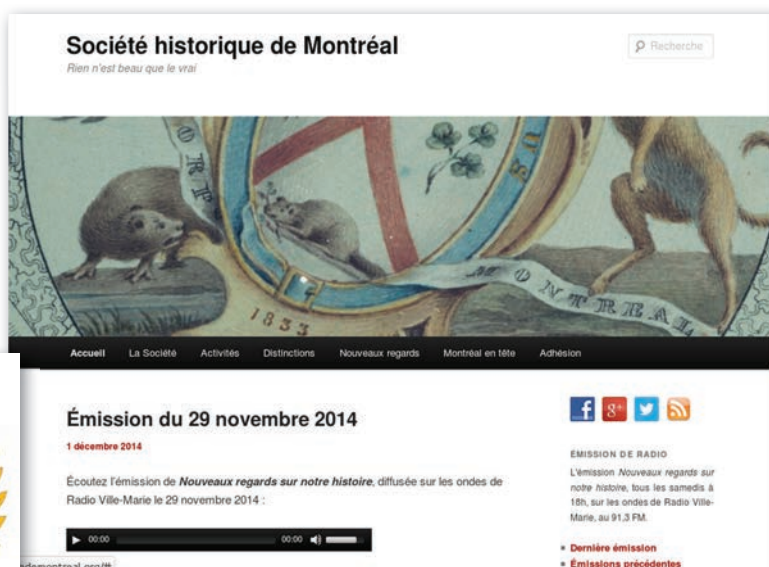 Société historique de Montréal
Rien n'est beau que le vrai
Recherche
1833
MONTREAL
Accueil La Société Activités Distinctions Nouveaux regards Montréal en tête Adhésion
Émission du 29 novembre 2014
1 décembre 2014
Écoutez l'émission de Nouveaux regards sur notre histoire, diffusée sur les ondes de
Radio Ville-Marie le 29 novembre 2014 :
00:00 00:00
ÉMISSION DE RADIO
L'émission Nouveaux regards sur
notre histoire, tous les samedis à
18h, sur les ondes de Radio Ville-
Marie, au 91,3 FM.
Dernière émission
Émissions précédentes